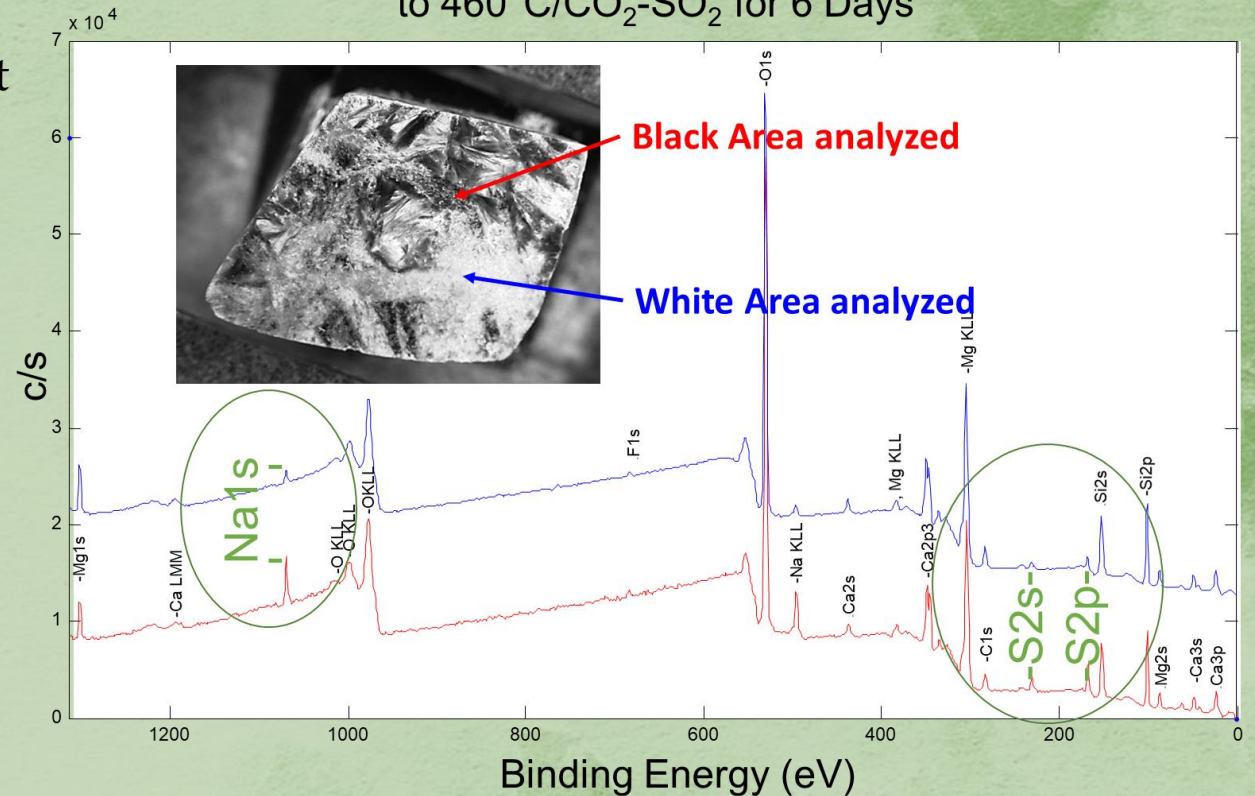 to 460°C/CO₂-SO₂ for 6 Days
t
x 10⁴
7
6
5
4
3
2
1
0
c/s
Black Area analyzed
White Area analyzed
-Mg1s
-Ca LMM
Na1s
-O KLL
-O KLL
-OKLL
.F1s
-O1s
-Na KLL
.Ca2s
, Mg KLL
-Ca2p3
-Mg KLL
-C1s
-S2s-
-S2p-
.Si2s
-Si2p
.Mg2s
-Ca3s
.Ca3p
1200
1000
800
600
400
200
0
Binding Energy (eV)